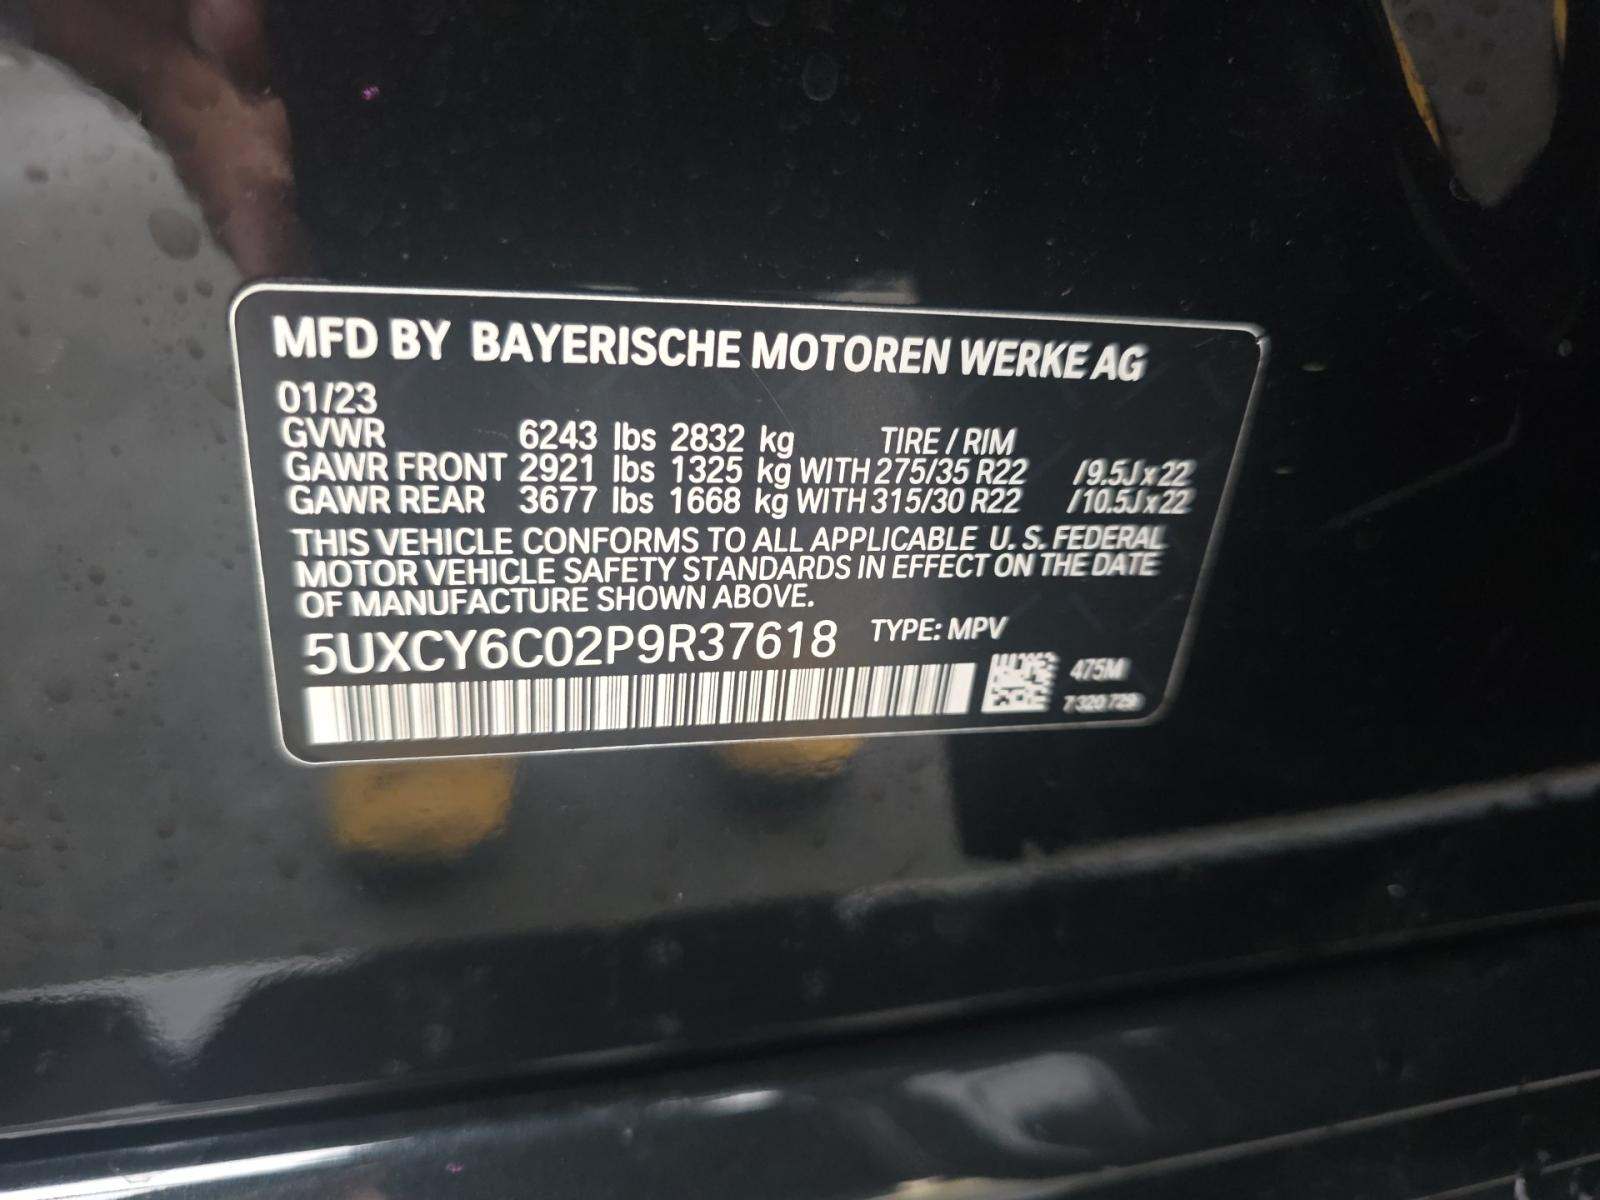 MFD BY BAYERISCHE MOTOREN WERKE AG
01/23
GVWR 6243 lbs 2832 kg TIRE / RIM
GAWR FRONT 2921 lbs 1325 kg WITH 275/35 R22 /9.5J x 22
GAWR REAR 3677 lbs 1668 kg WITH 315/30 R22 /10.5J x 22
THIS VEHICLE CONFORMS TO ALL APPLICABLE U. S. FEDERAL
MOTOR VEHICLE SAFETY STANDARDS IN EFFECT ON THE DATE
OF MANUFACTURE SHOWN ABOVE.
5UXCY6C02P9R37618 TYPE: MPV
475M
7 320 729